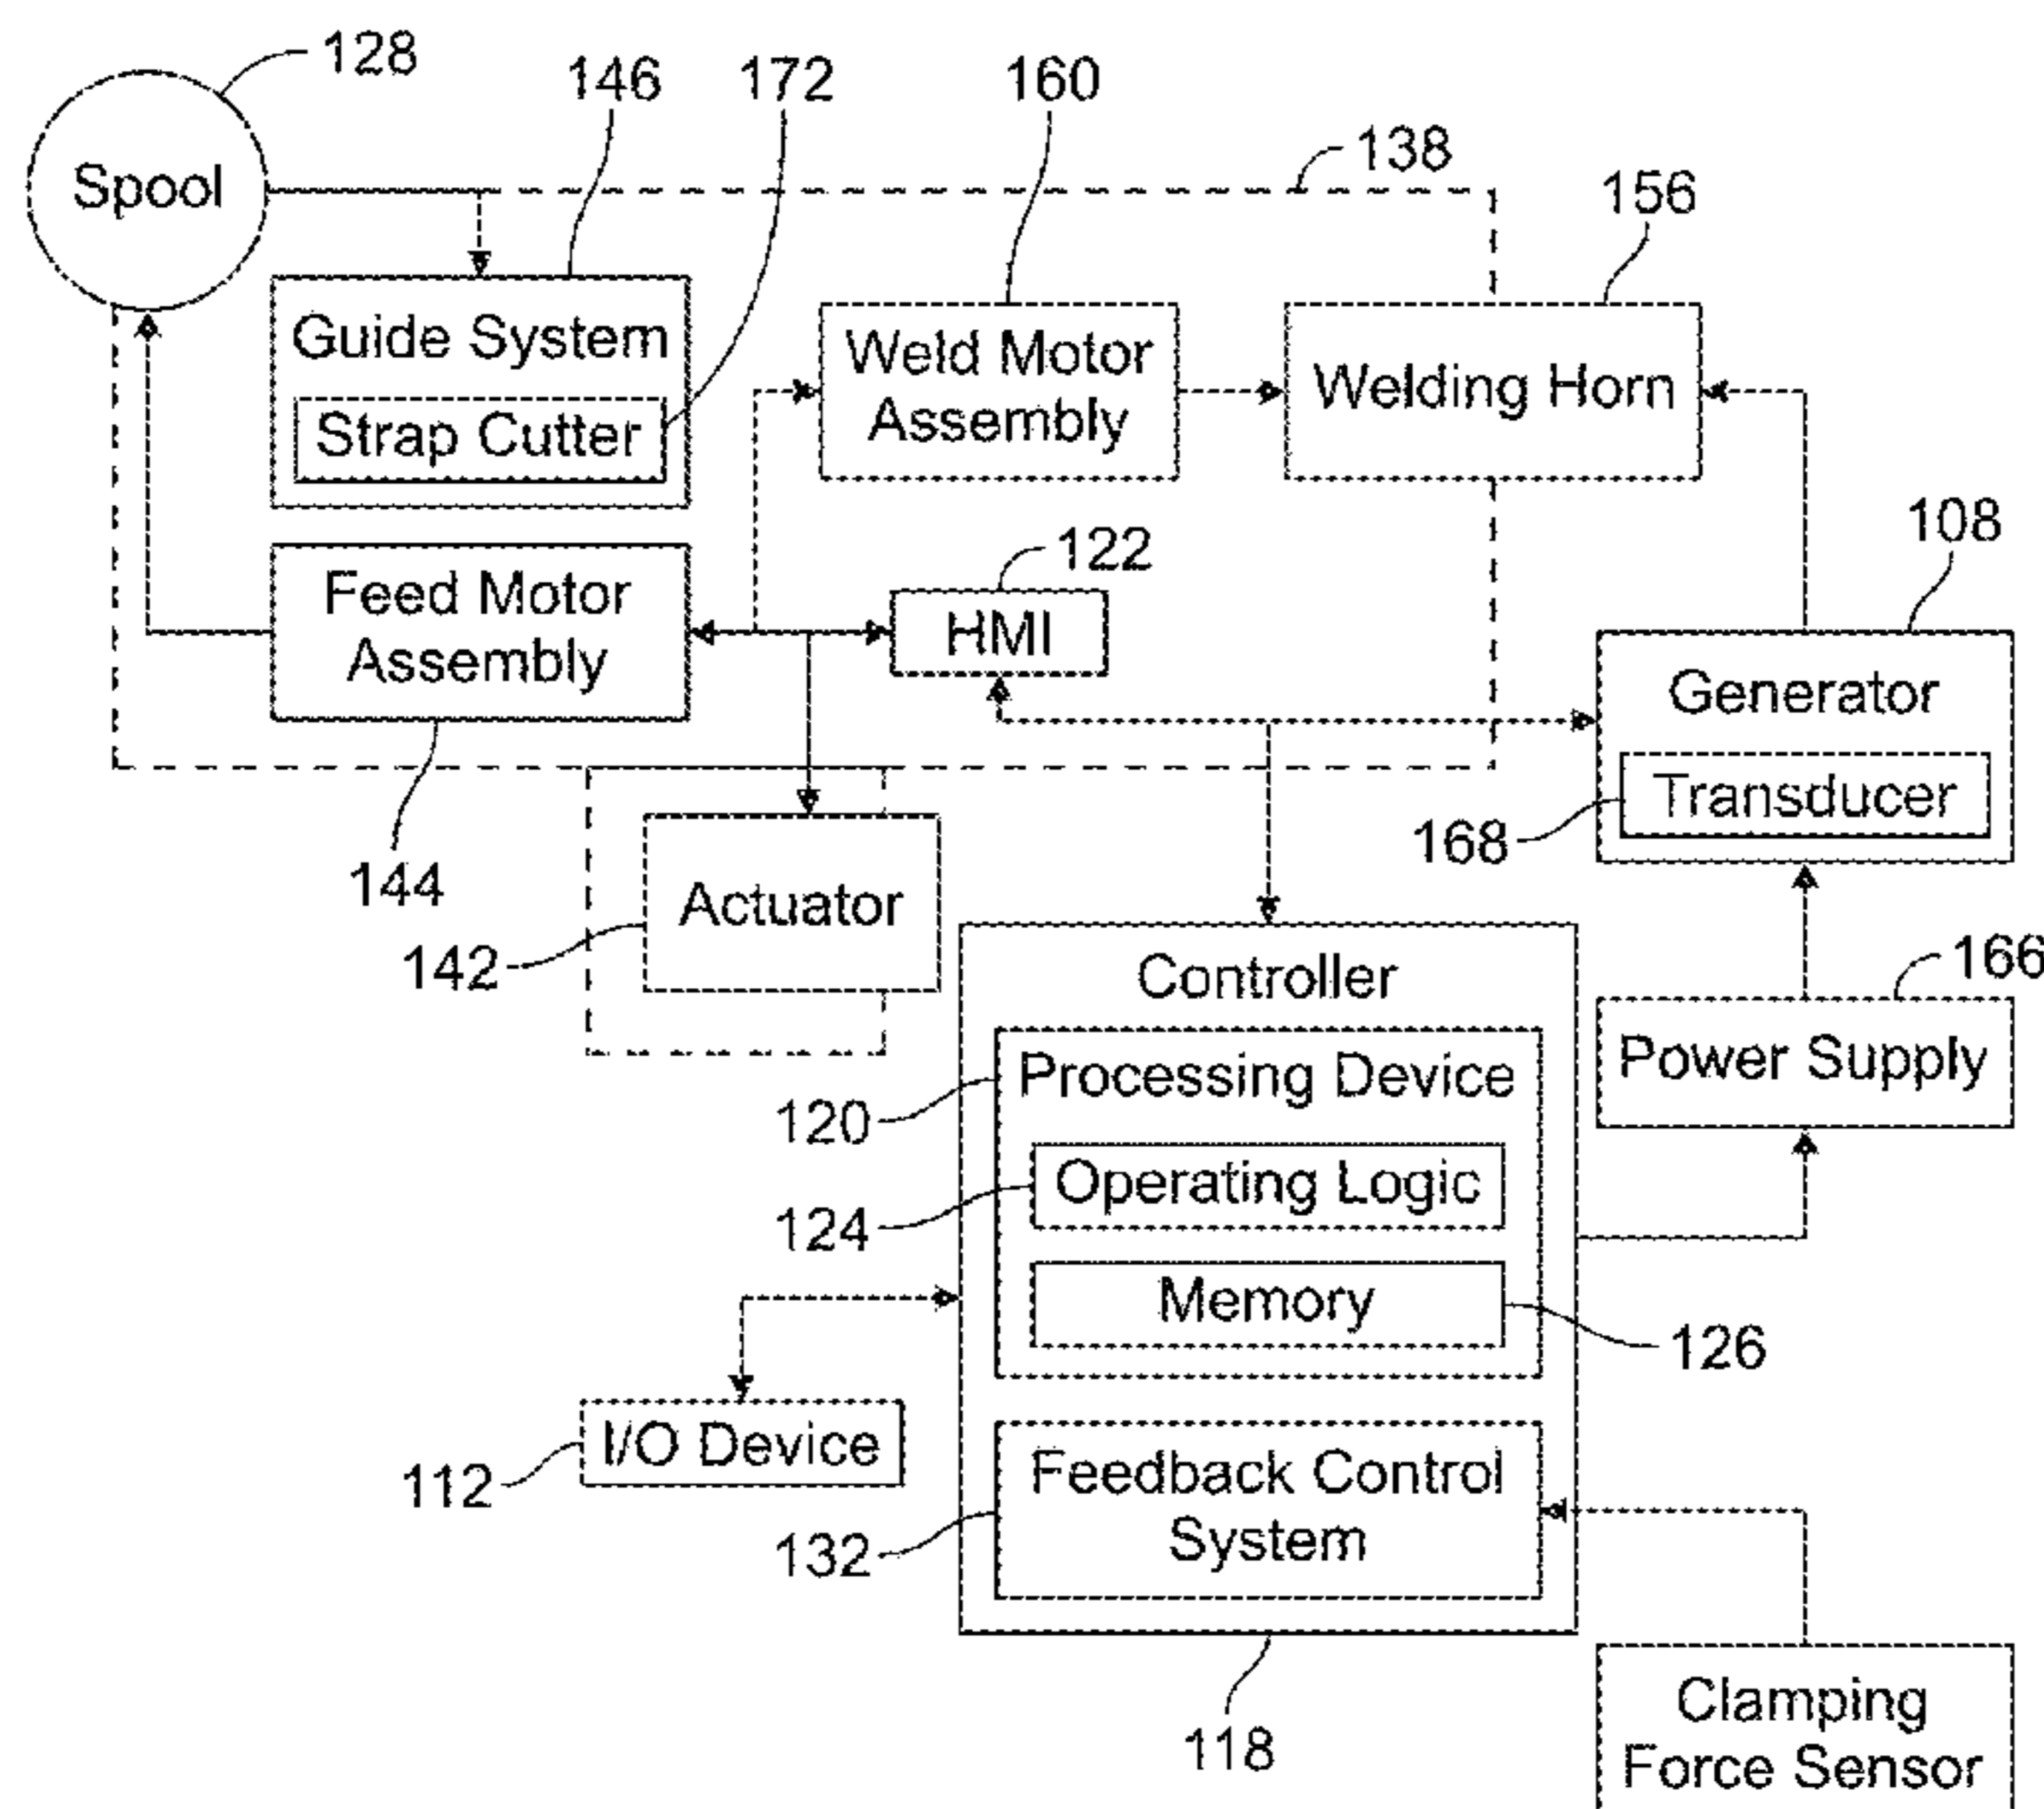 128
146
172
160
138
156
Spool
Guide System
Strap Cutter
Weld Motor
Assembly
Welding Horn
122
108
Feed Motor
Assembly
HMI
Generator
Transducer
168
144
142
Actuator
Controller
166
Power Supply
Processing Device
120
Operating Logic
124
Memory
126
I/O Device
112
Feedback Control
System
132
118
Clamping
Force Sensor